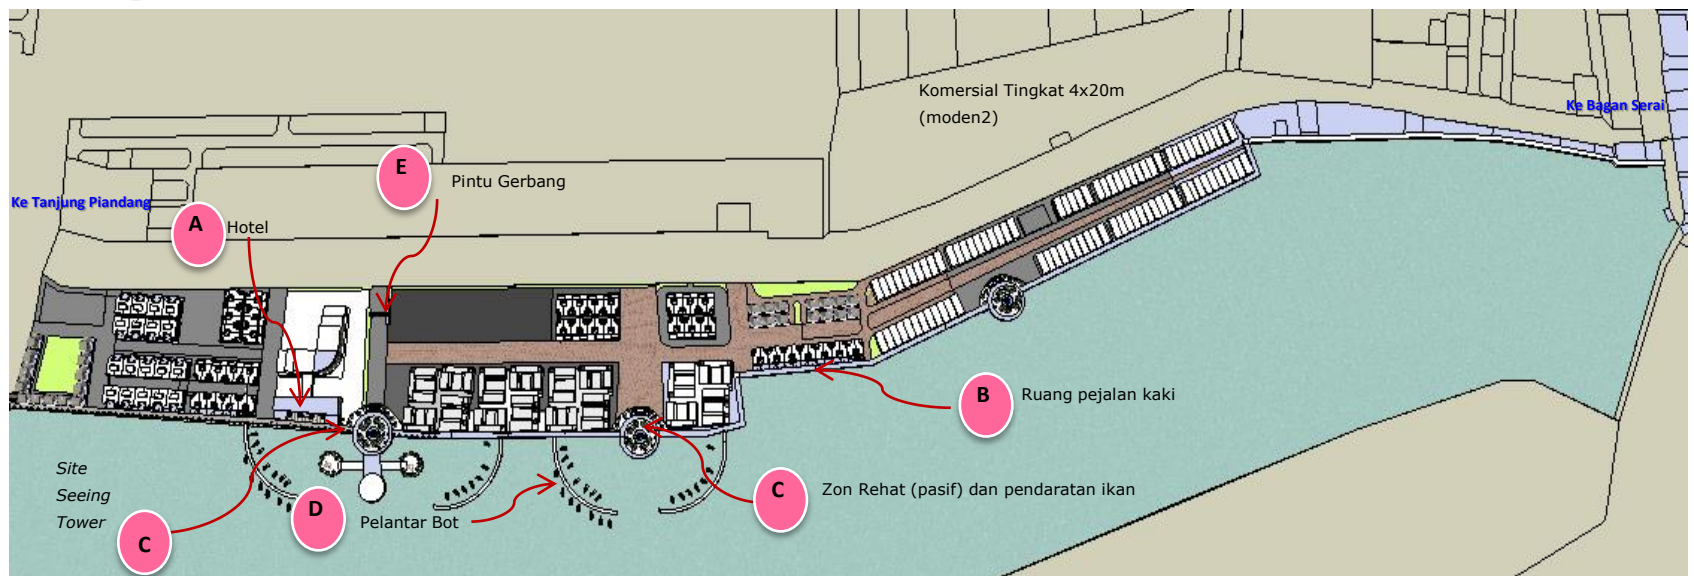 Komersial Tingkat 4x20m
(moden2)
Ke Bagan Serai
E
Pintu Gerbang
Ke Tanjung Piandang
A
Hotel
B
Ruang pejalan kaki
Site
Seeing
Tower
C
D
Pelantar Bot
C
Zon Rehat (pasif) dan pendaratan ikan